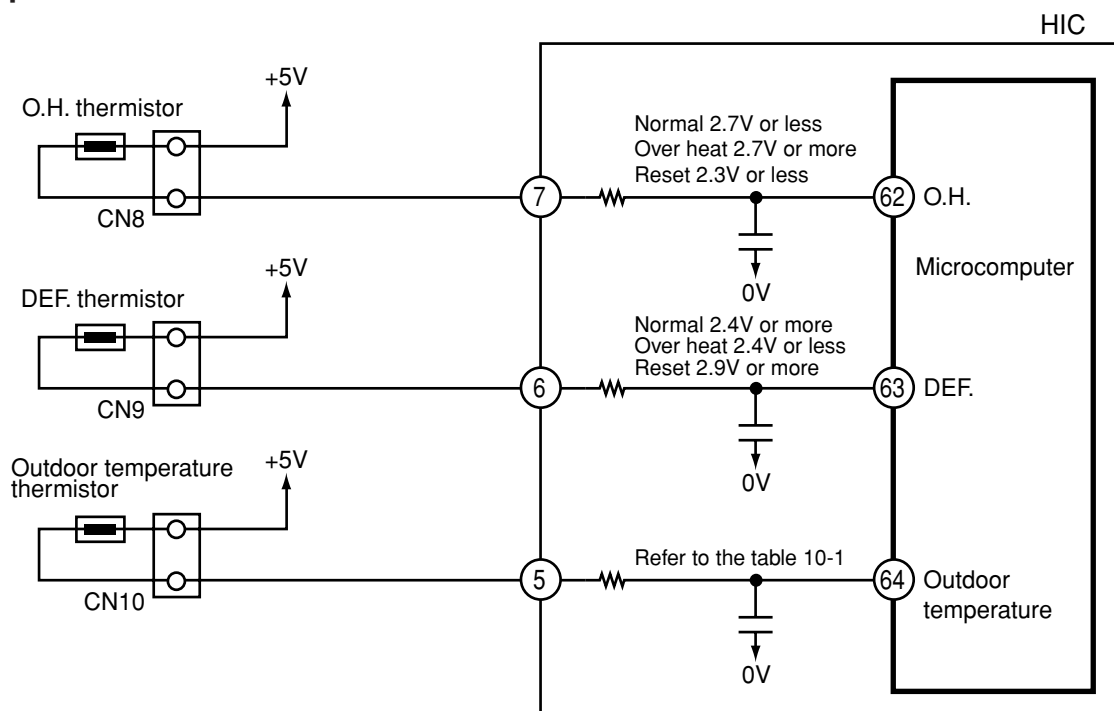 HIC
+5V
O.H. thermistor
CN8
7
Normal 2.7V or less
Over heat 2.7V or more
Reset 2.3V or less
62
O.H.
0V
Microcomputer
+5V
DEF. thermistor
CN9
6
Normal 2.4V or more
Over heat 2.4V or less
Reset 2.9V or more
63
DEF.
0V
+5V
Outdoor temperature
thermistor
CN10
5
Refer to the table 10-1
64
Outdoor
temperature
0V